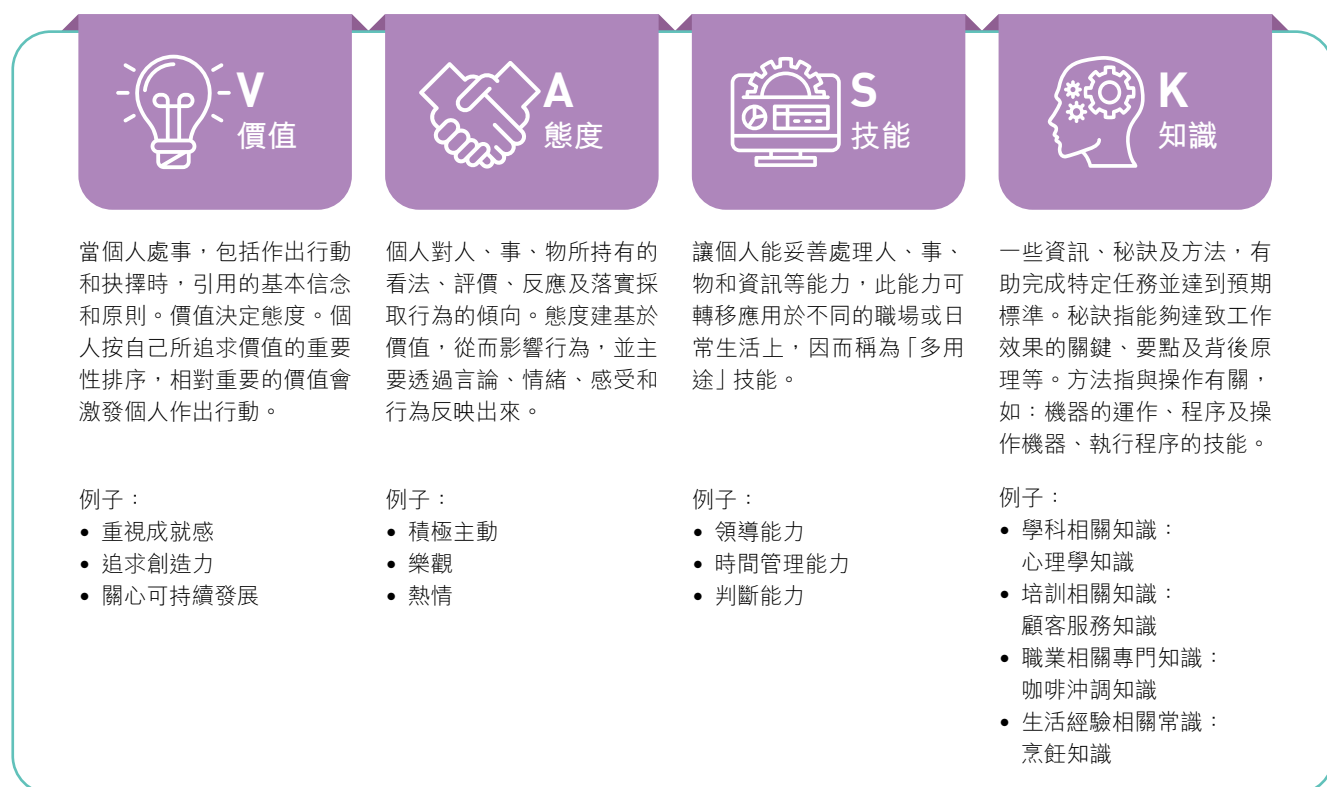 V
價值
當個人處事，包括作出行動
和抉擇時，引用的基本信念
和原則。價值決定態度。個
人按自己所追求價值的重要
性排序，相對重要的價值會
激發個人作出行動。
例子：
• 重視成就感
• 追求創造力
• 關心可持續發展
A
態度
個人對人、事、物所持有的
看法、評價、反應及落實採
取行為的傾向。態度建基於
價值，從而影響行為，並主
要透過言論、情緒、感受和
行為反映出來。
例子：
• 積極主動
• 樂觀
• 熱情
S
技能
讓個人能妥善處理人、事、
物和資訊等能力，此能力可
轉移應用於不同的職場或日
常生活上，因而稱為「多用
途」技能。
例子：
• 領導能力
• 時間管理能力
• 判斷能力
K
知識
一些資訊、秘訣及方法，有
助完成特定任務並達到預期
標準。秘訣指能夠達致工作
效果的關鍵、要點及背後原
理等。方法指與操作有關，
如：機器的運作、程序及操
作機器、執行程序的技能。
例子：
• 學科相關知識：
心理學知識
• 培訓相關知識：
顧客服務知識
• 職業相關專門知識：
咖啡沖調知識
• 生活經驗相關常識：
烹飪知識